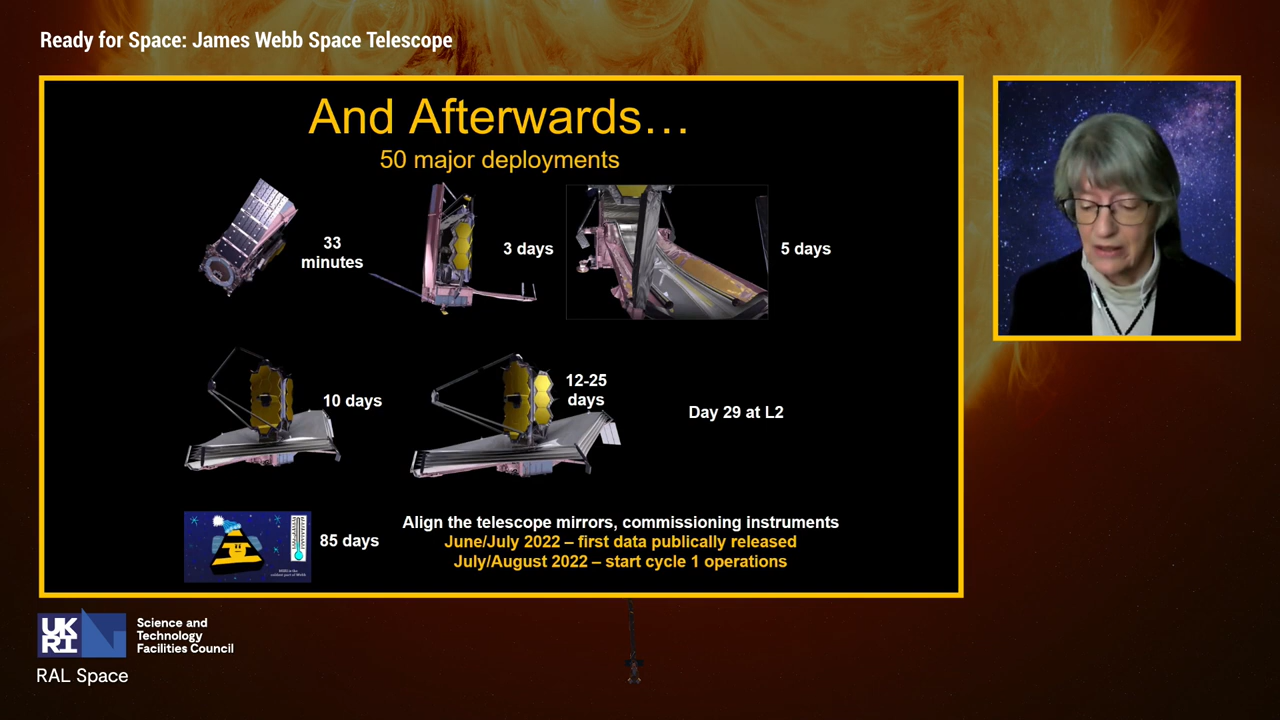 Ready for Space: James Webb Space Telescope
And Afterwards…
50 major deployments
33
minutes
3 days
5 days
10 days
12-25
days
Day 29 at L2
85 days
Align the telescope mirrors, commissioning instruments
June/July 2022 – first data publically released
July/August 2022 – start cycle 1 operations
UK
RI
Science and
Technology
Facilities Council
RAL Space